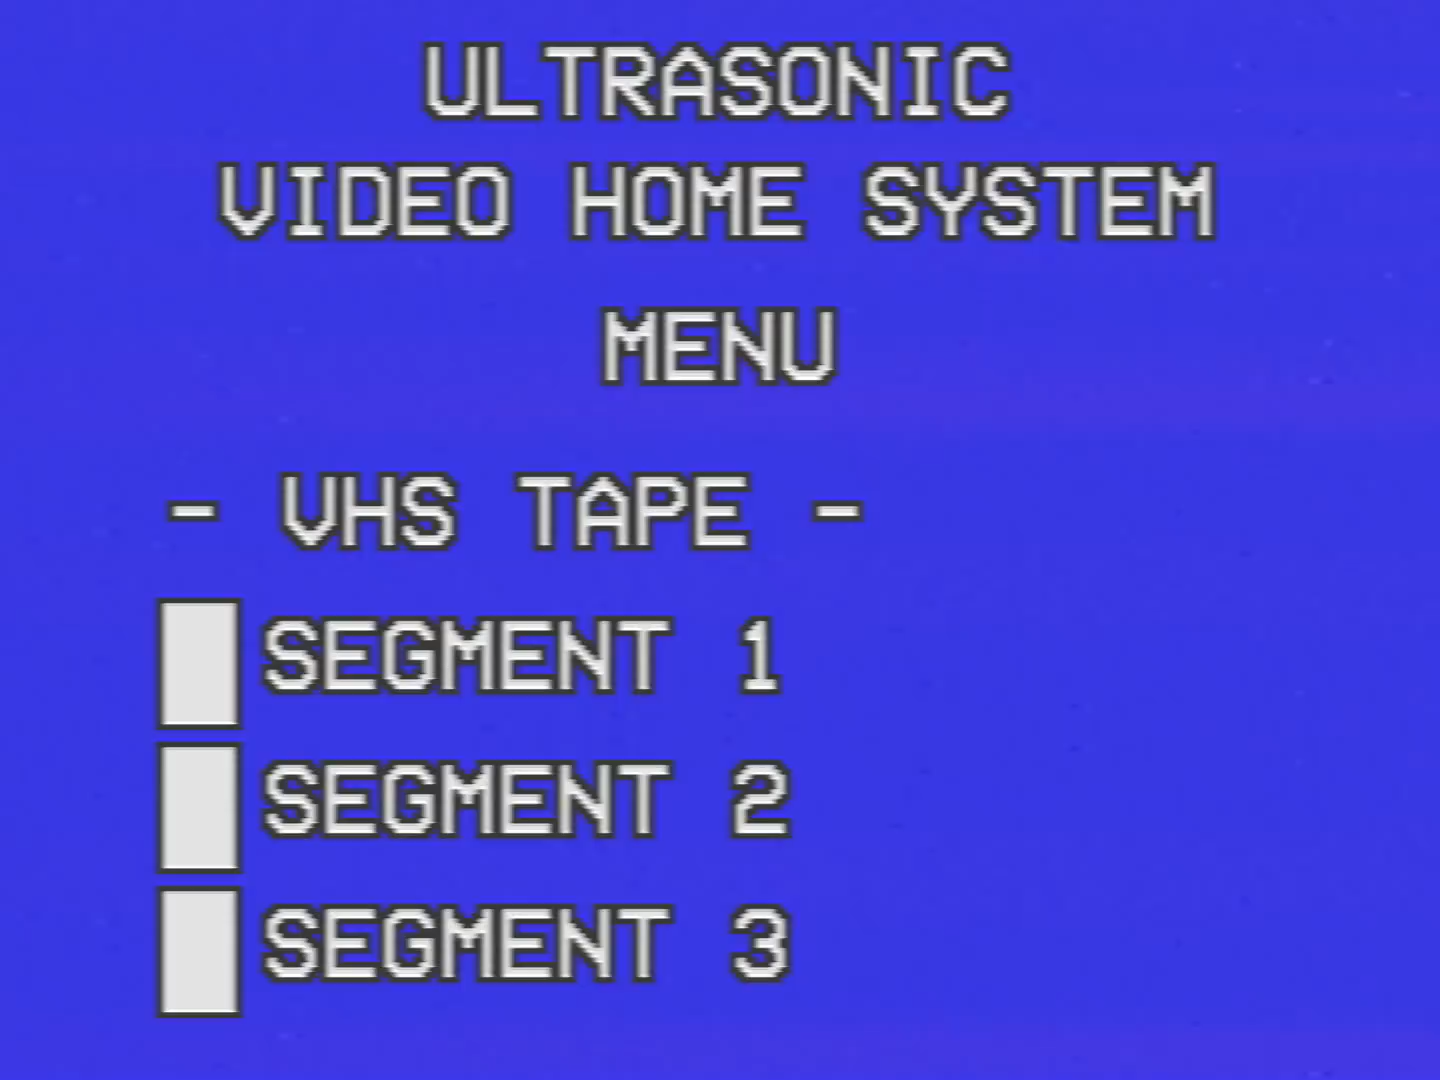 ULTRASONIC
VIDEO HOME SYSTEM
MENU
- VHS TAPE -
SEGMENT 1
SEGMENT 2
SEGMENT 3